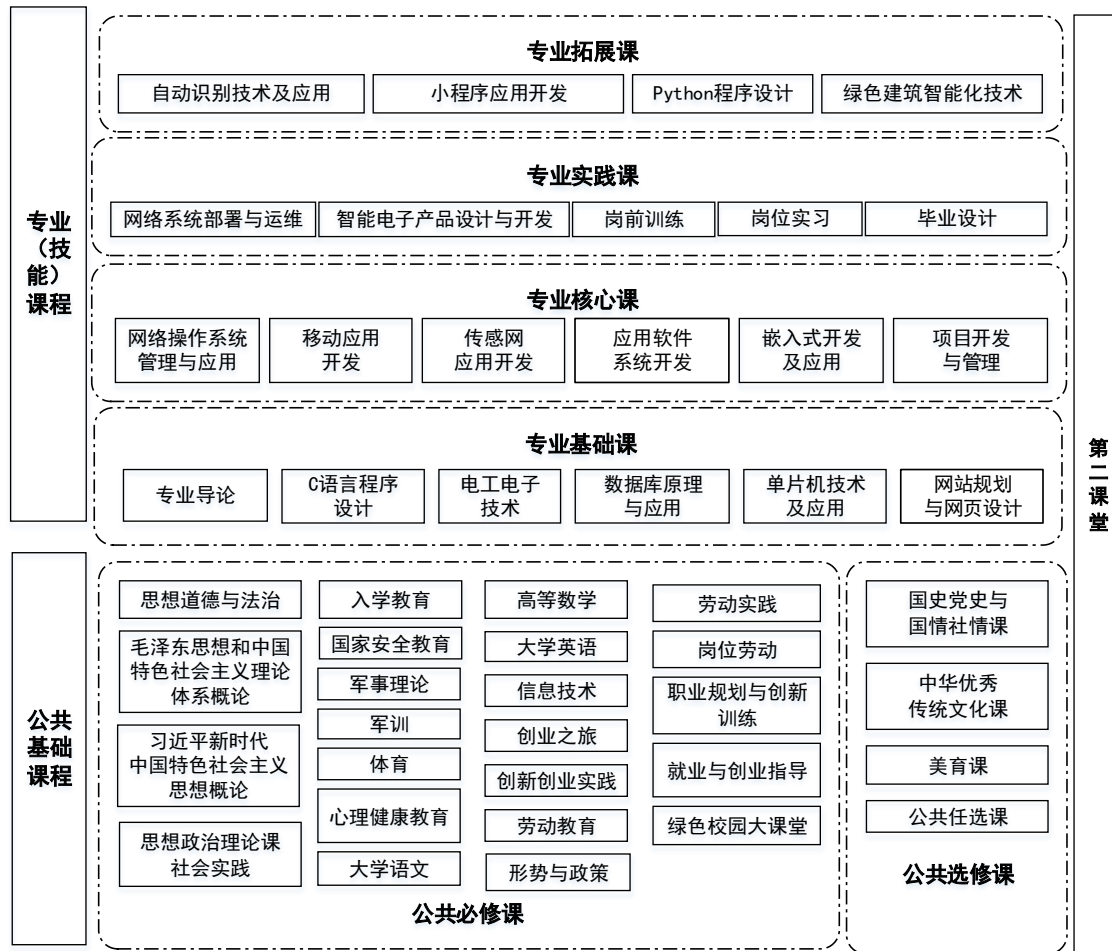 专业
（技
能）
课程
专业拓展课
自动识别技术及应用
小程序应用开发
Python程序设计
绿色建筑智能化技术
专业实践课
网络系统部署与运维
智能电子产品设计与开发
岗前训练
岗位实习
毕业设计
专业核心课
网络操作系统
管理与应用
移动应用
开发
传感网
应用开发
应用软件
系统开发
嵌入式开发
及应用
项目开发
与管理
专业基础课
专业导论
C语言程序
设计
电工电子
技术
数据库原理
与应用
单片机技术
及应用
网站规划
与网页设计
公共
基础
课程
思想道德与法治
毛泽东思想和中国
特色社会主义理论
体系概论
习近平新时代
中国特色社会主义
思想概论
思想政治理论课
社会实践
入学教育
国家安全教育
军事理论
军训
体育
心理健康教育
大学语文
高等数学
大学英语
信息技术
创业之旅
创新创业实践
劳动教育
形势与政策
劳动实践
岗位劳动
职业规划与创新
训练
就业与创业指导
绿色校园大课堂
公共必修课
国史党史与
国情社情课
中华优秀
传统文化课
美育课
公共任选课
公共选修课
第
二
课
堂